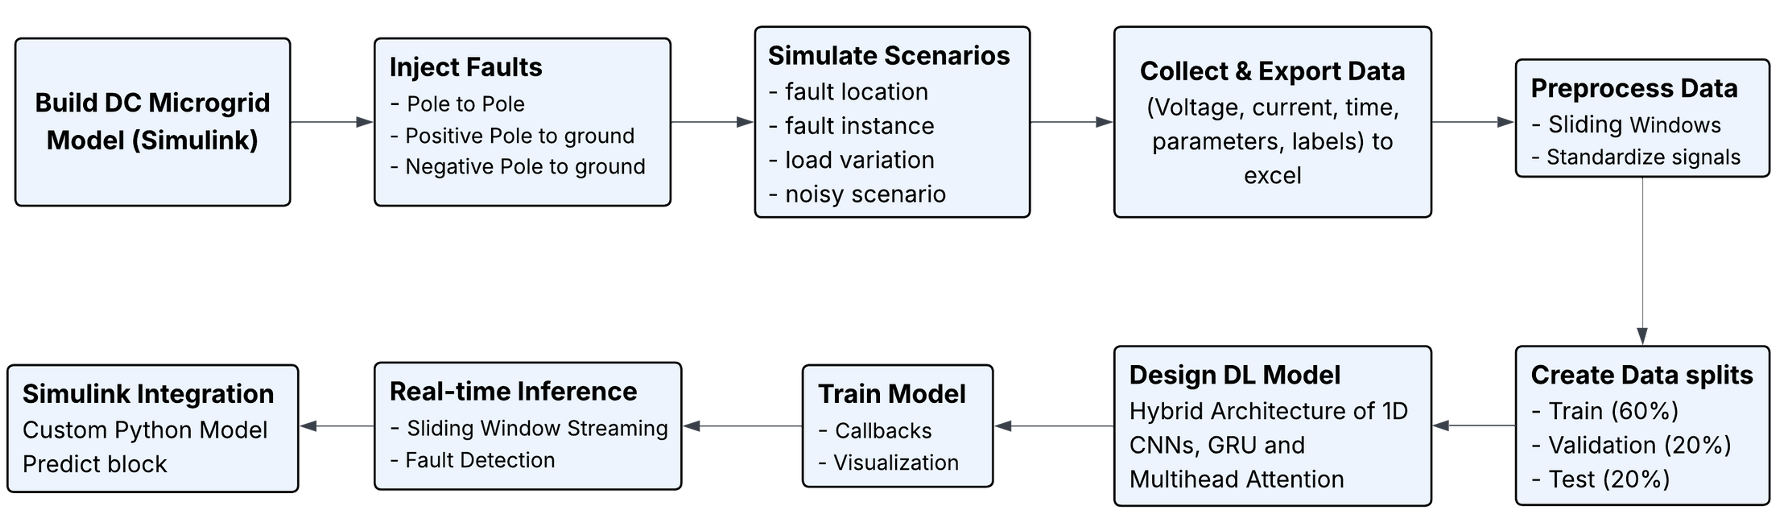 Build DC Microgrid
Model (Simulink)
Inject Faults
- Pole to Pole
- Positive Pole to ground
- Negative Pole to ground
Simulate Scenarios
- fault location
- fault instance
- load variation
- noisy scenario
Collect & Export Data
(Voltage, current, time,
parameters, labels) to
excel
Preprocess Data
- Sliding Windows
- Standardize signals
Create Data splits
- Train (60%)
- Validation (20%)
- Test (20%)
Design DL Model
Hybrid Architecture of 1D
CNNs, GRU and
Multihead Attention
Train Model
- Callbacks
- Visualization
Real-time Inference
- Sliding Window Streaming
- Fault Detection
Simulink Integration
Custom Python Model
Predict block